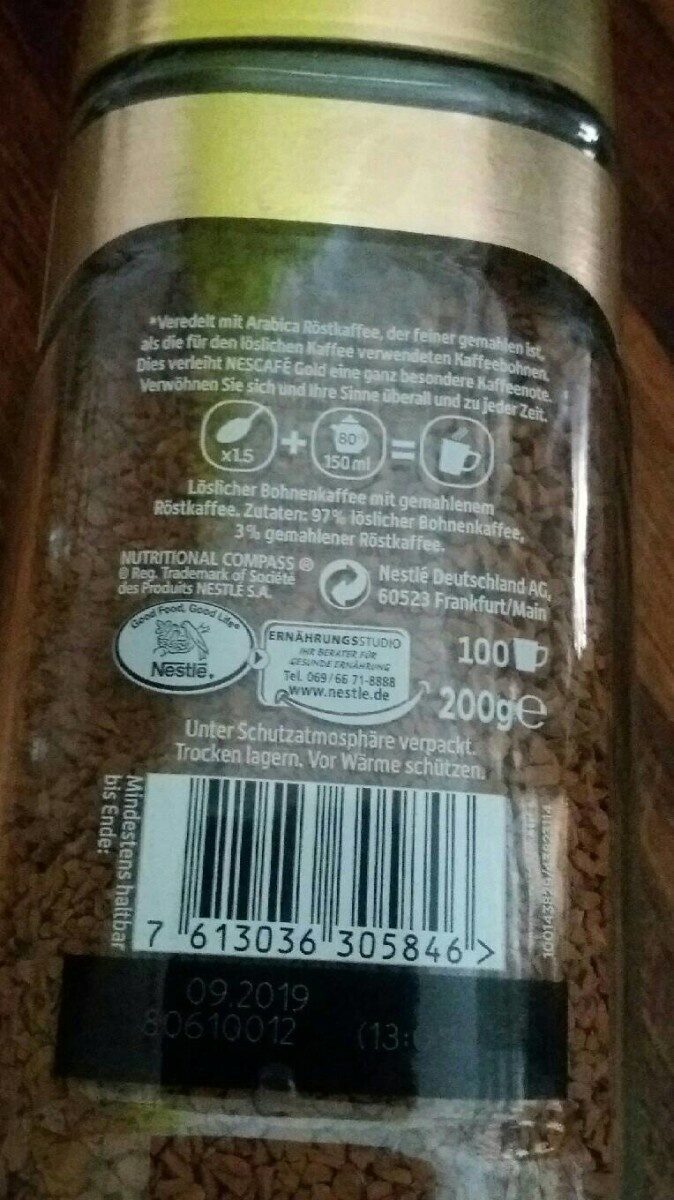 *Veredelt mit Arabica Röstkaffee, der feiner gemahlen ist,
als die für den löslichen Kaffee verwendeten Kaffeebohnen.
Dies verleiht NESCAFÉ Gold eine ganz besondere Kaffeenote.
Verwöhnen Sie sich und Ihre Sinne überall und zu jeder Zeit.
x1.5 + 80° 150 ml =
Löslicher Bohnenkaffee mit gemahlenem
Röstkaffee. Zutaten: 97% löslicher Bohnenkaffee,
3% gemahlener Röstkaffee.
NUTRITIONAL COMPASS ®
® Reg. Trademark of Société
des Produits NESTLÉ S.A.
Nestlé Deutschland AG,
60523 Frankfurt/Main
Good Food, Good Life®
Nestlé.
ERNÄHRUNGSSTUDIO
IHR BERATER FÜR
GESUNDE ERNÄHRUNG
Tel. 069/66 71-8888
www.nestle.de
100
200g e
Unter Schutzatmosphäre verpackt.
Trocken lagern. Vor Wärme schützen.
Mindestens haltbar
bis Ende:
7 613036 305846 >
09.2019
80610012 (13: